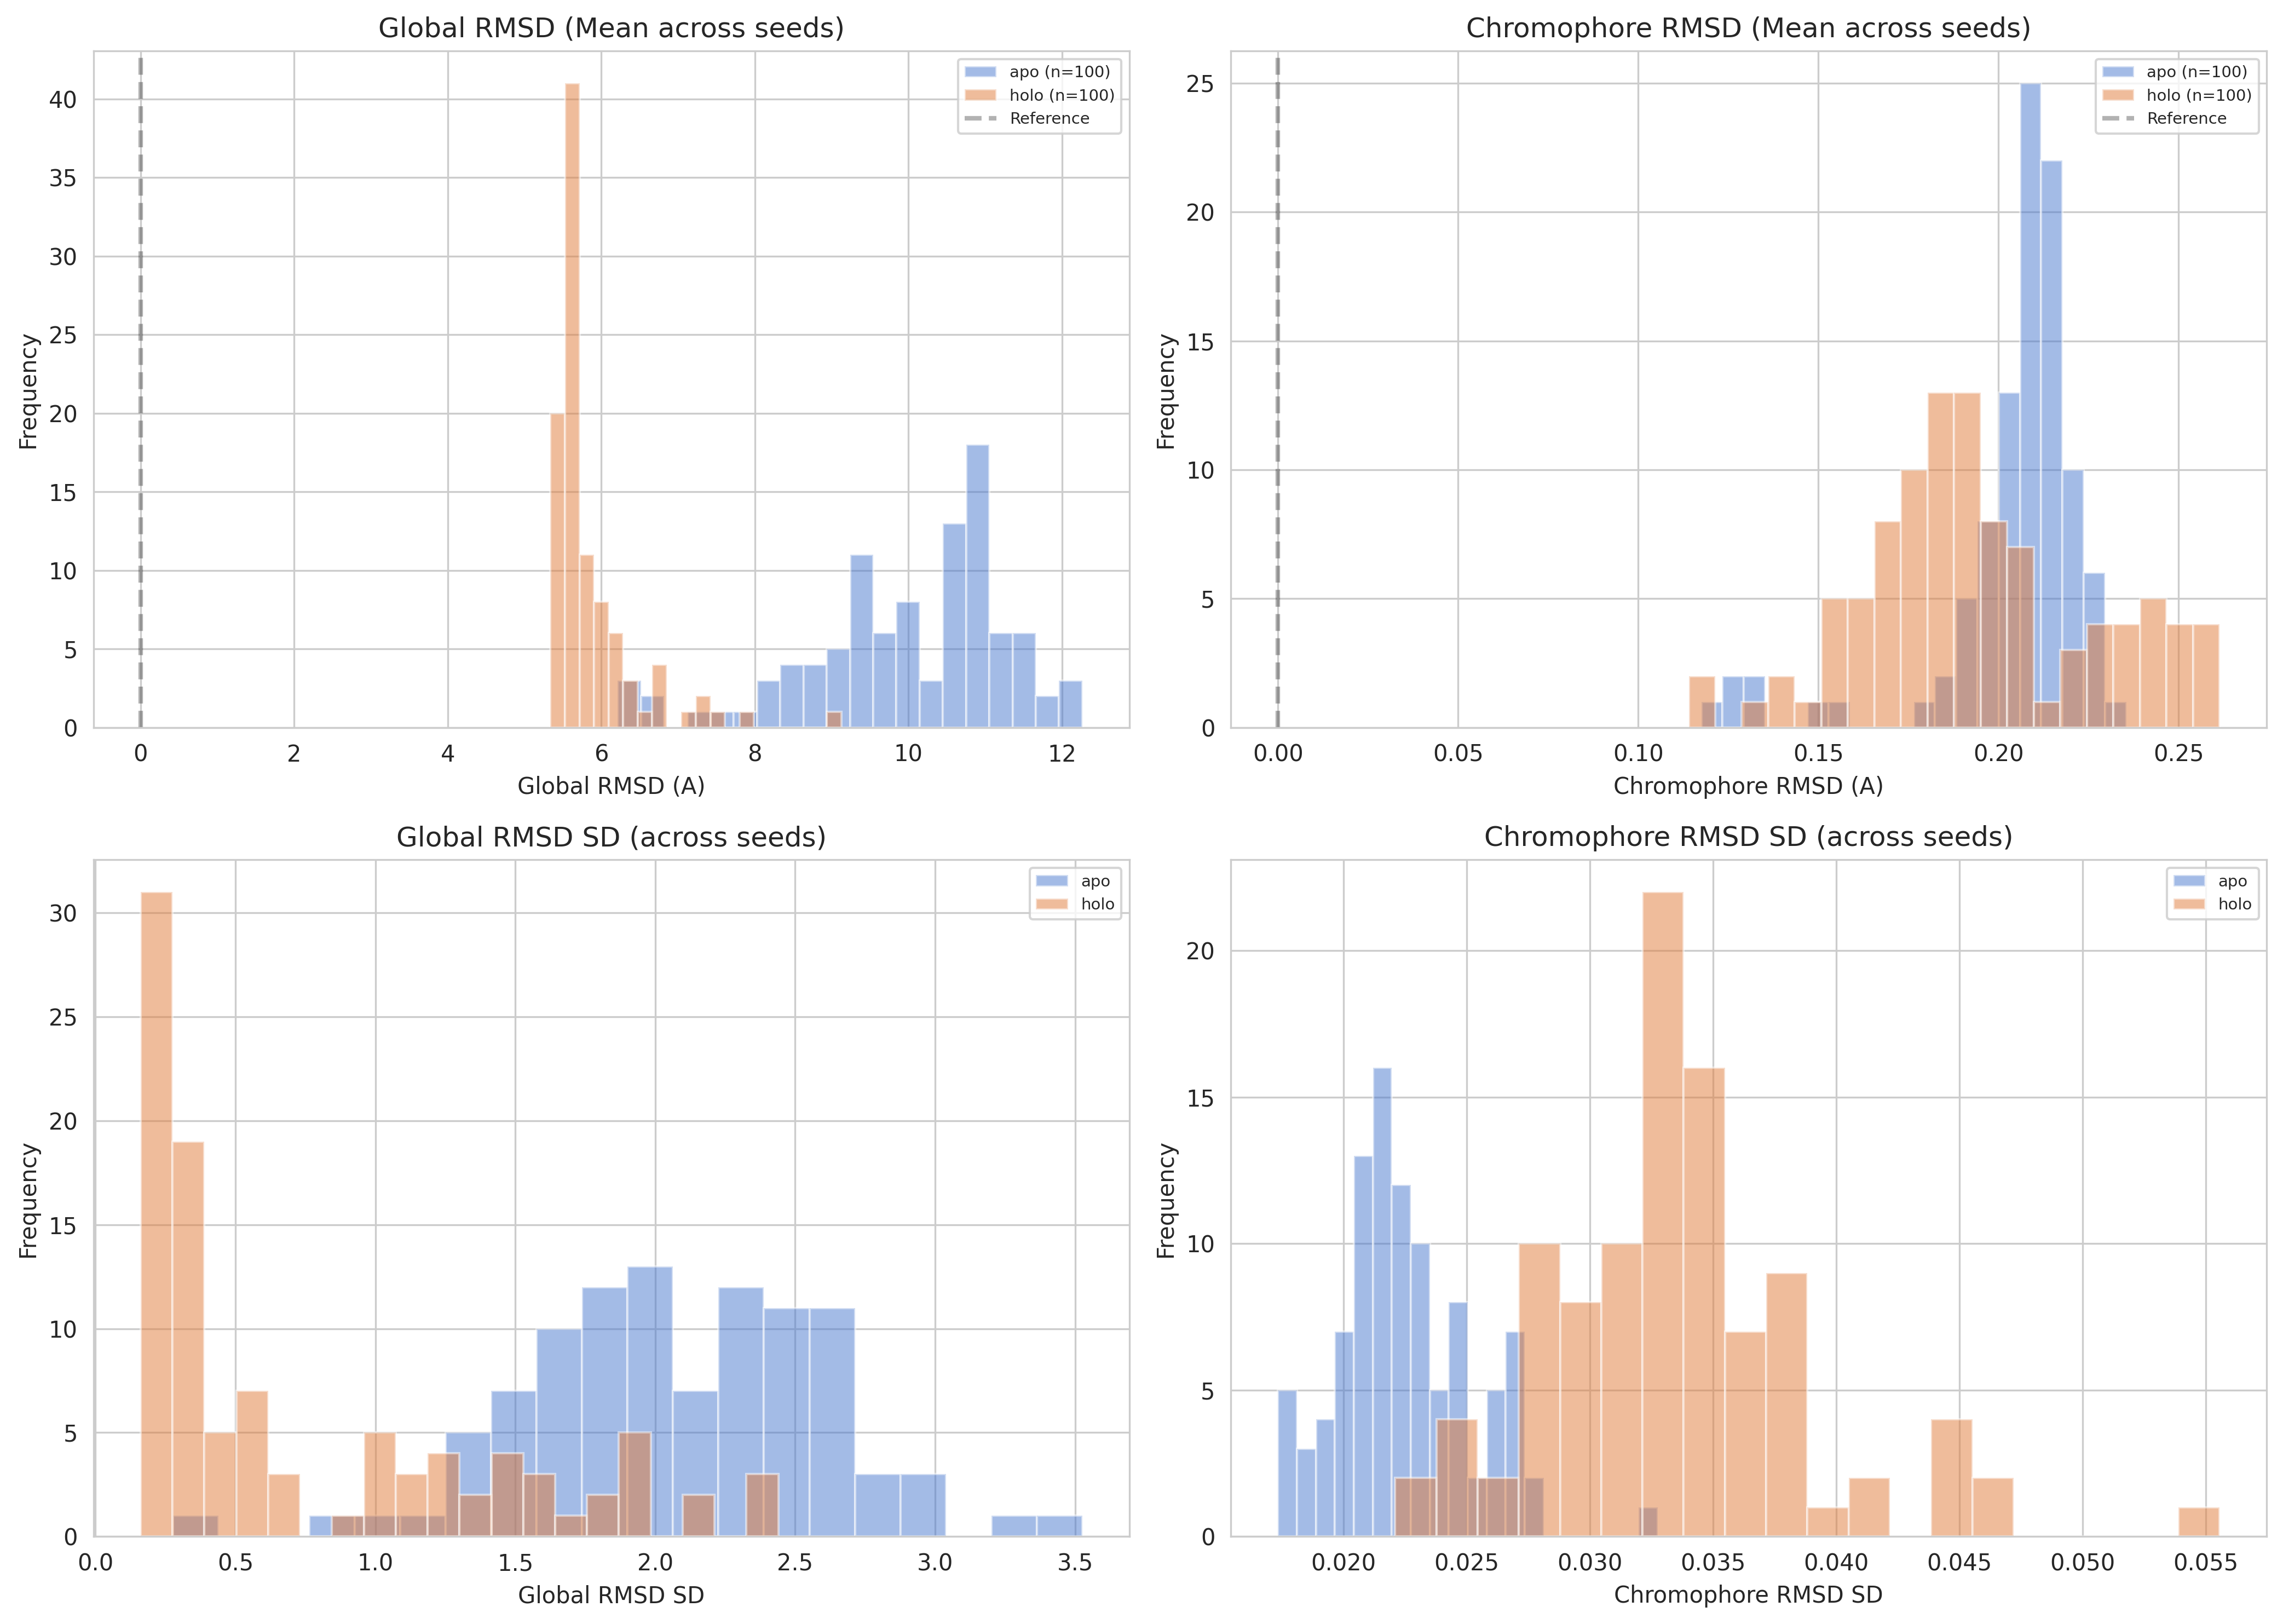 Global RMSD (Mean across seeds)
apo (n=100)
holo (n=100)
Reference
Frequency
40
35
30
25
20
15
10
5
0
0 2 4 6 8 10 12
Global RMSD (A)
Chromophore RMSD (Mean across seeds)
apo (n=100)
holo (n=100)
Reference
Frequency
25
20
15
10
5
0
0.00 0.05 0.10 0.15 0.20 0.25
Chromophore RMSD (A)
Global RMSD SD (across seeds)
apo
holo
Frequency
30
25
20
15
10
5
0
0.0 0.5 1.0 1.5 2.0 2.5 3.0 3.5
Global RMSD SD
Chromophore RMSD SD (across seeds)
apo
holo
Frequency
20
15
10
5
0
0.020 0.025 0.030 0.035 0.040 0.045 0.050 0.055
Chromophore RMSD SD